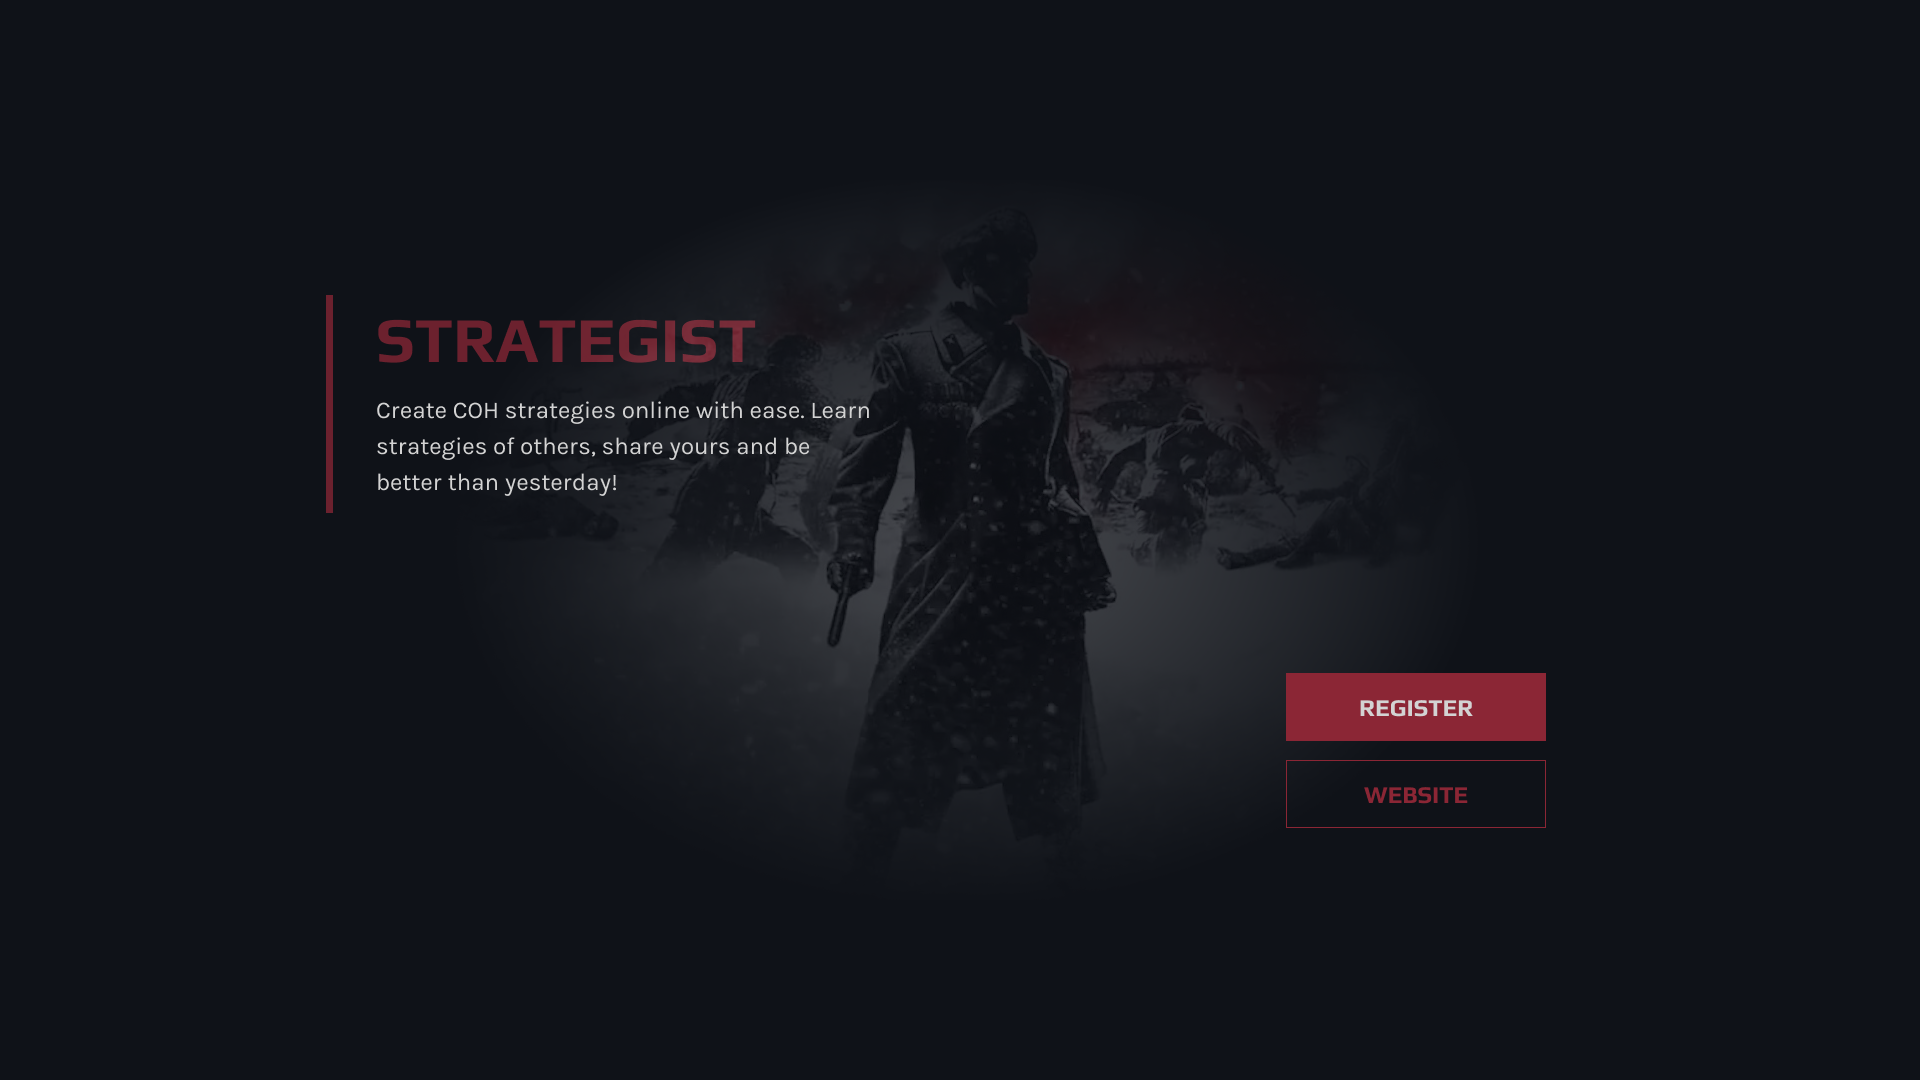 STRATEGIST
Create COH strategies online with ease. Learn
strategies of others, share yours and be
better than yesterday!
REGISTER
WEBSITE